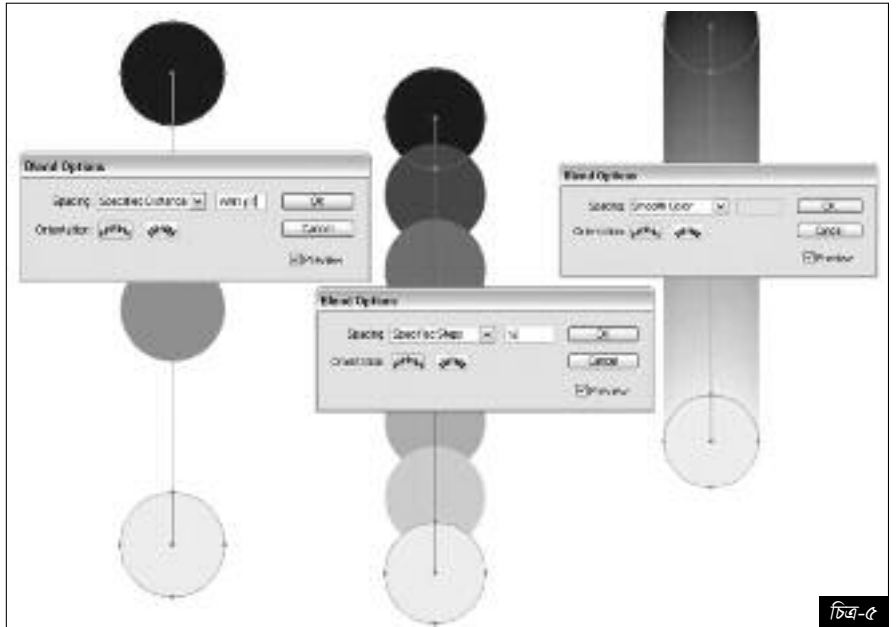 Blend Options
Spacing: Specified Distance
OK
Orientation:
Cancel
Preview
Blend Options
Spacing: Smooth Color
OK
Orientation:
Cancel
Preview
Blend Options
Spacing: Specified Steps
OK
Orientation:
Cancel
Preview
চিত্র-৫